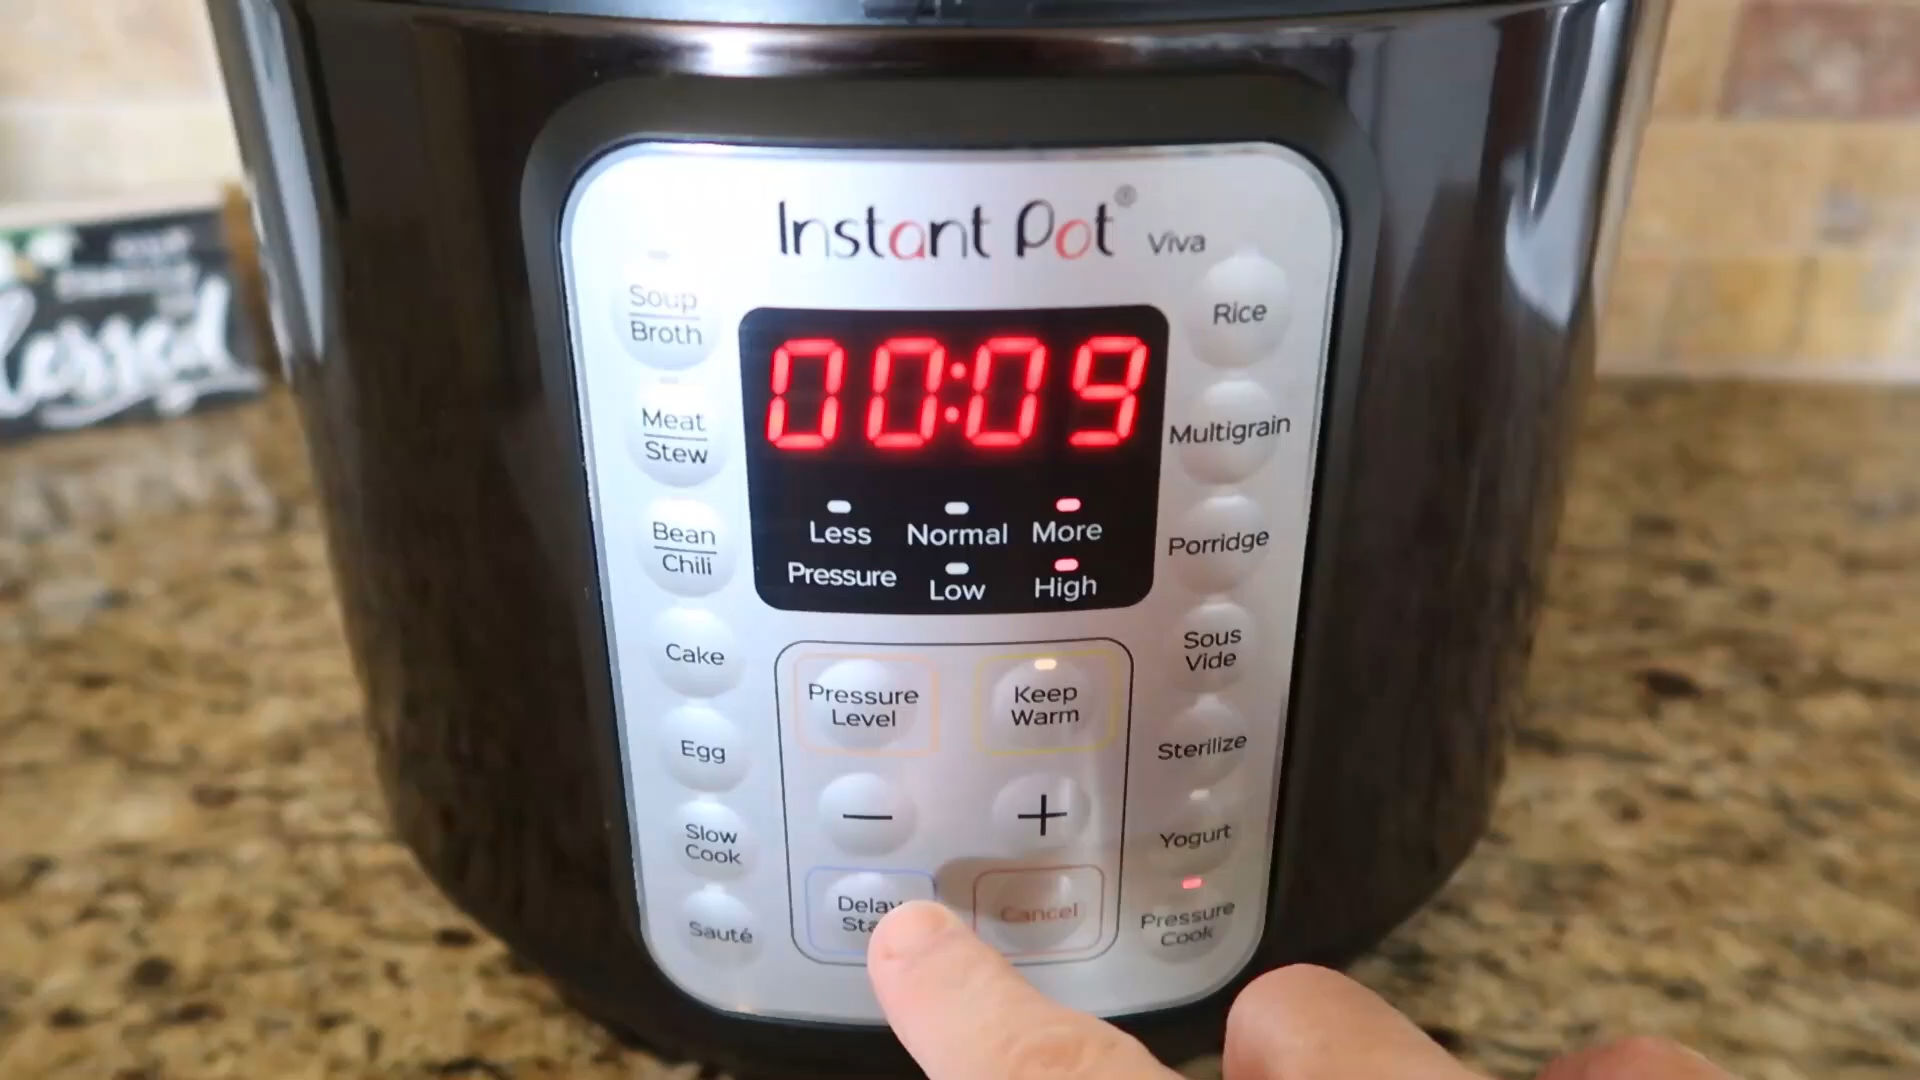 Instant Pot® Viva
Soup
Broth
Meat
Stew
Bean
Chili
Cake
Egg
Slow
Cook
Sauté
00:09
Less Normal More
Pressure Low High
Pressure
Level
Keep
Warm
−
+
Delay
Cancel
Rice
Multigrain
Porridge
Sous
Vide
Sterilize
Yogurt
Pressure
Cook